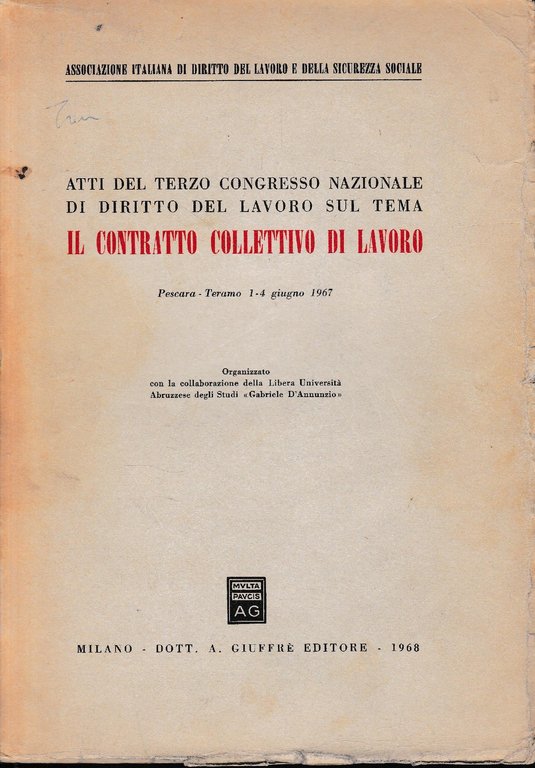 ASSOCIAZIONE ITALIANA DI DIRITTO DEL LAVORO E DELLA SICUREZZA SOCIALE
ATTI DEL TERZO CONGRESSO NAZIONALE
DI DIRITTO DEL LAVORO SUL TEMA
IL CONTRATTO COLLETTIVO DI LAVORO
Pescara - Teramo 1-4 giugno 1967
Organizzato
con la collaborazione della Libera Università
Abruzzese degli Studi «Gabriele D'Annunzio»
MVLTA
PAVCIS
AG
MILANO - DOTT. A. GIUFFRÈ EDITORE - 1968